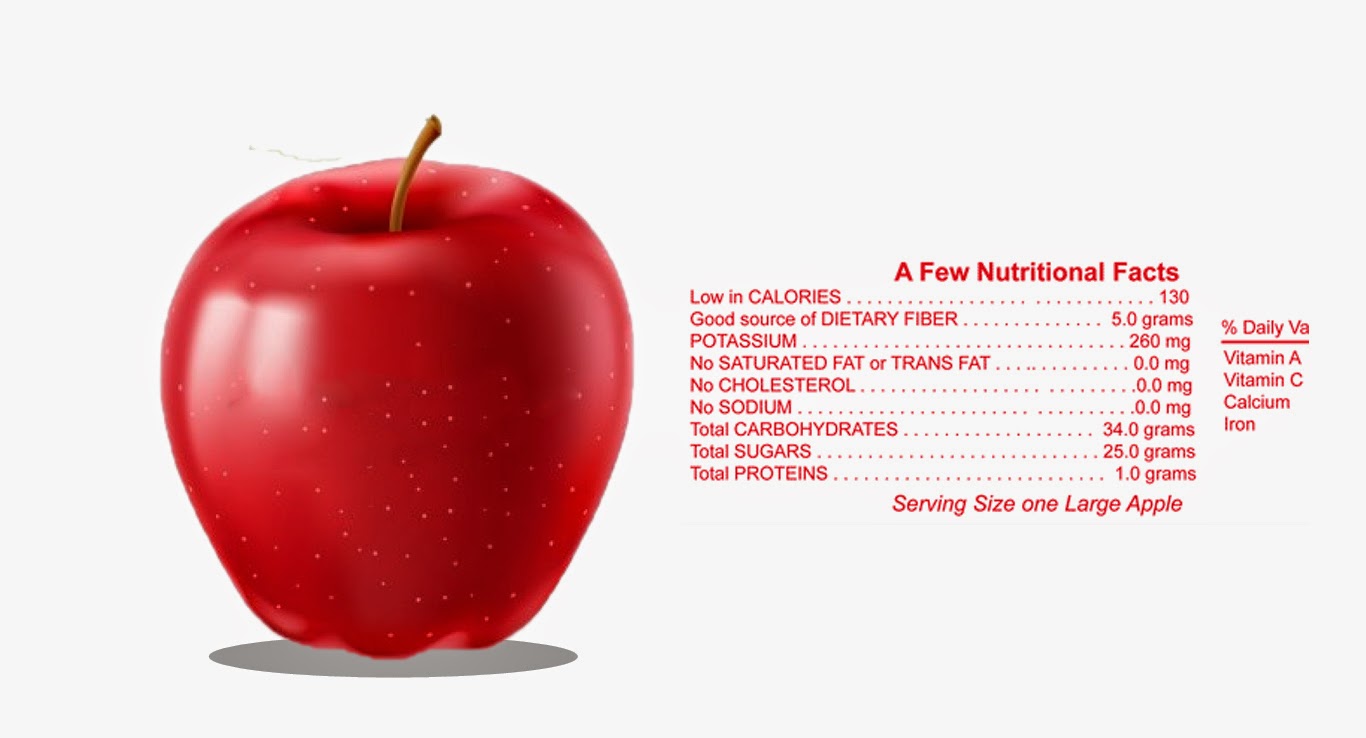 A Few Nutritional Facts
Low in CALORIES . . . . . . . . . . . . . . . . . . . . . . . . . . . . . . 130
Good source of DIETARY FIBER . . . . . . . . . . . . . . 5.0 grams
POTASSIUM . . . . . . . . . . . . . . . . . . . . . . . . . . . . . . . . 260 mg
No SATURATED FAT or TRANS FAT . . . .. . . . . . . . . . 0.0 mg
No CHOLESTEROL . . . . . . . . . . . . . . . . . . . . . . . . . . .0.0 mg
No SODIUM . . . . . . . . . . . . . . . . . . . . . . . . . . . . . . . . .0.0 mg
Total CARBOHYDRATES . . . . . . . . . . . . . . . . . . . 34.0 grams
Total SUGARS . . . . . . . . . . . . . . . . . . . . . . . . . . . . 25.0 grams
Total PROTEINS . . . . . . . . . . . . . . . . . . . . . . . . . . . 1.0 grams
Serving Size one Large Apple
% Daily Va
Vitamin A
Vitamin C
Calcium
Iron